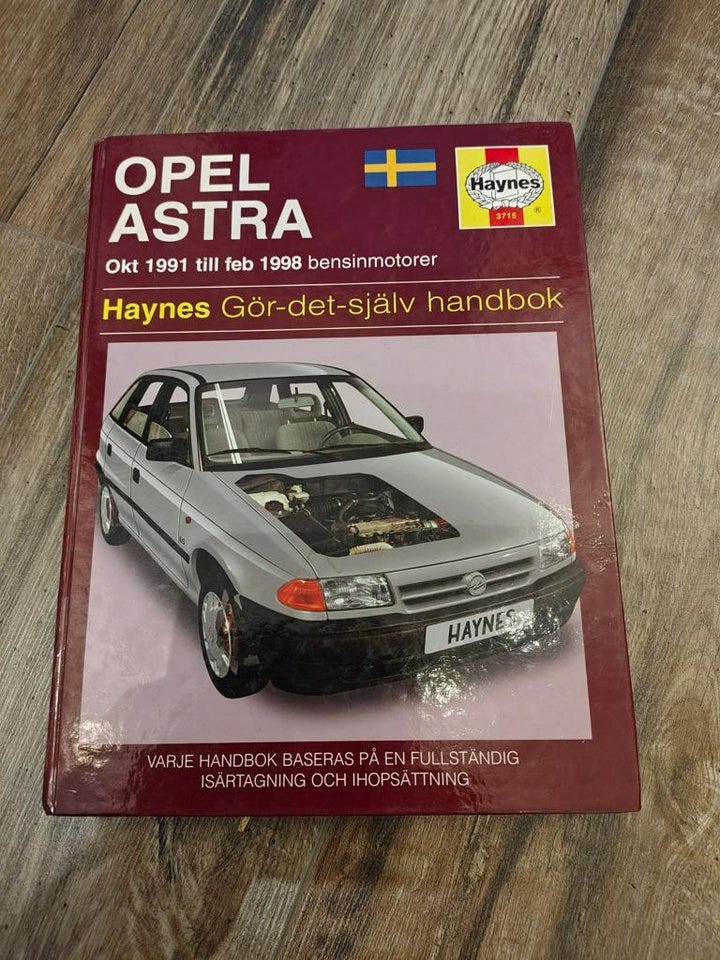 OPEL
ASTRA
Haynes
3715
®
Okt 1991 till feb 1998 bensinmotorer
Haynes Gör-det-själv handbok
HAYNES
VARJE HANDBOK BASERAS PÅ EN FULLSTÄNDIG
ISÄRTAGNING OCH IHOPSÄTTNING